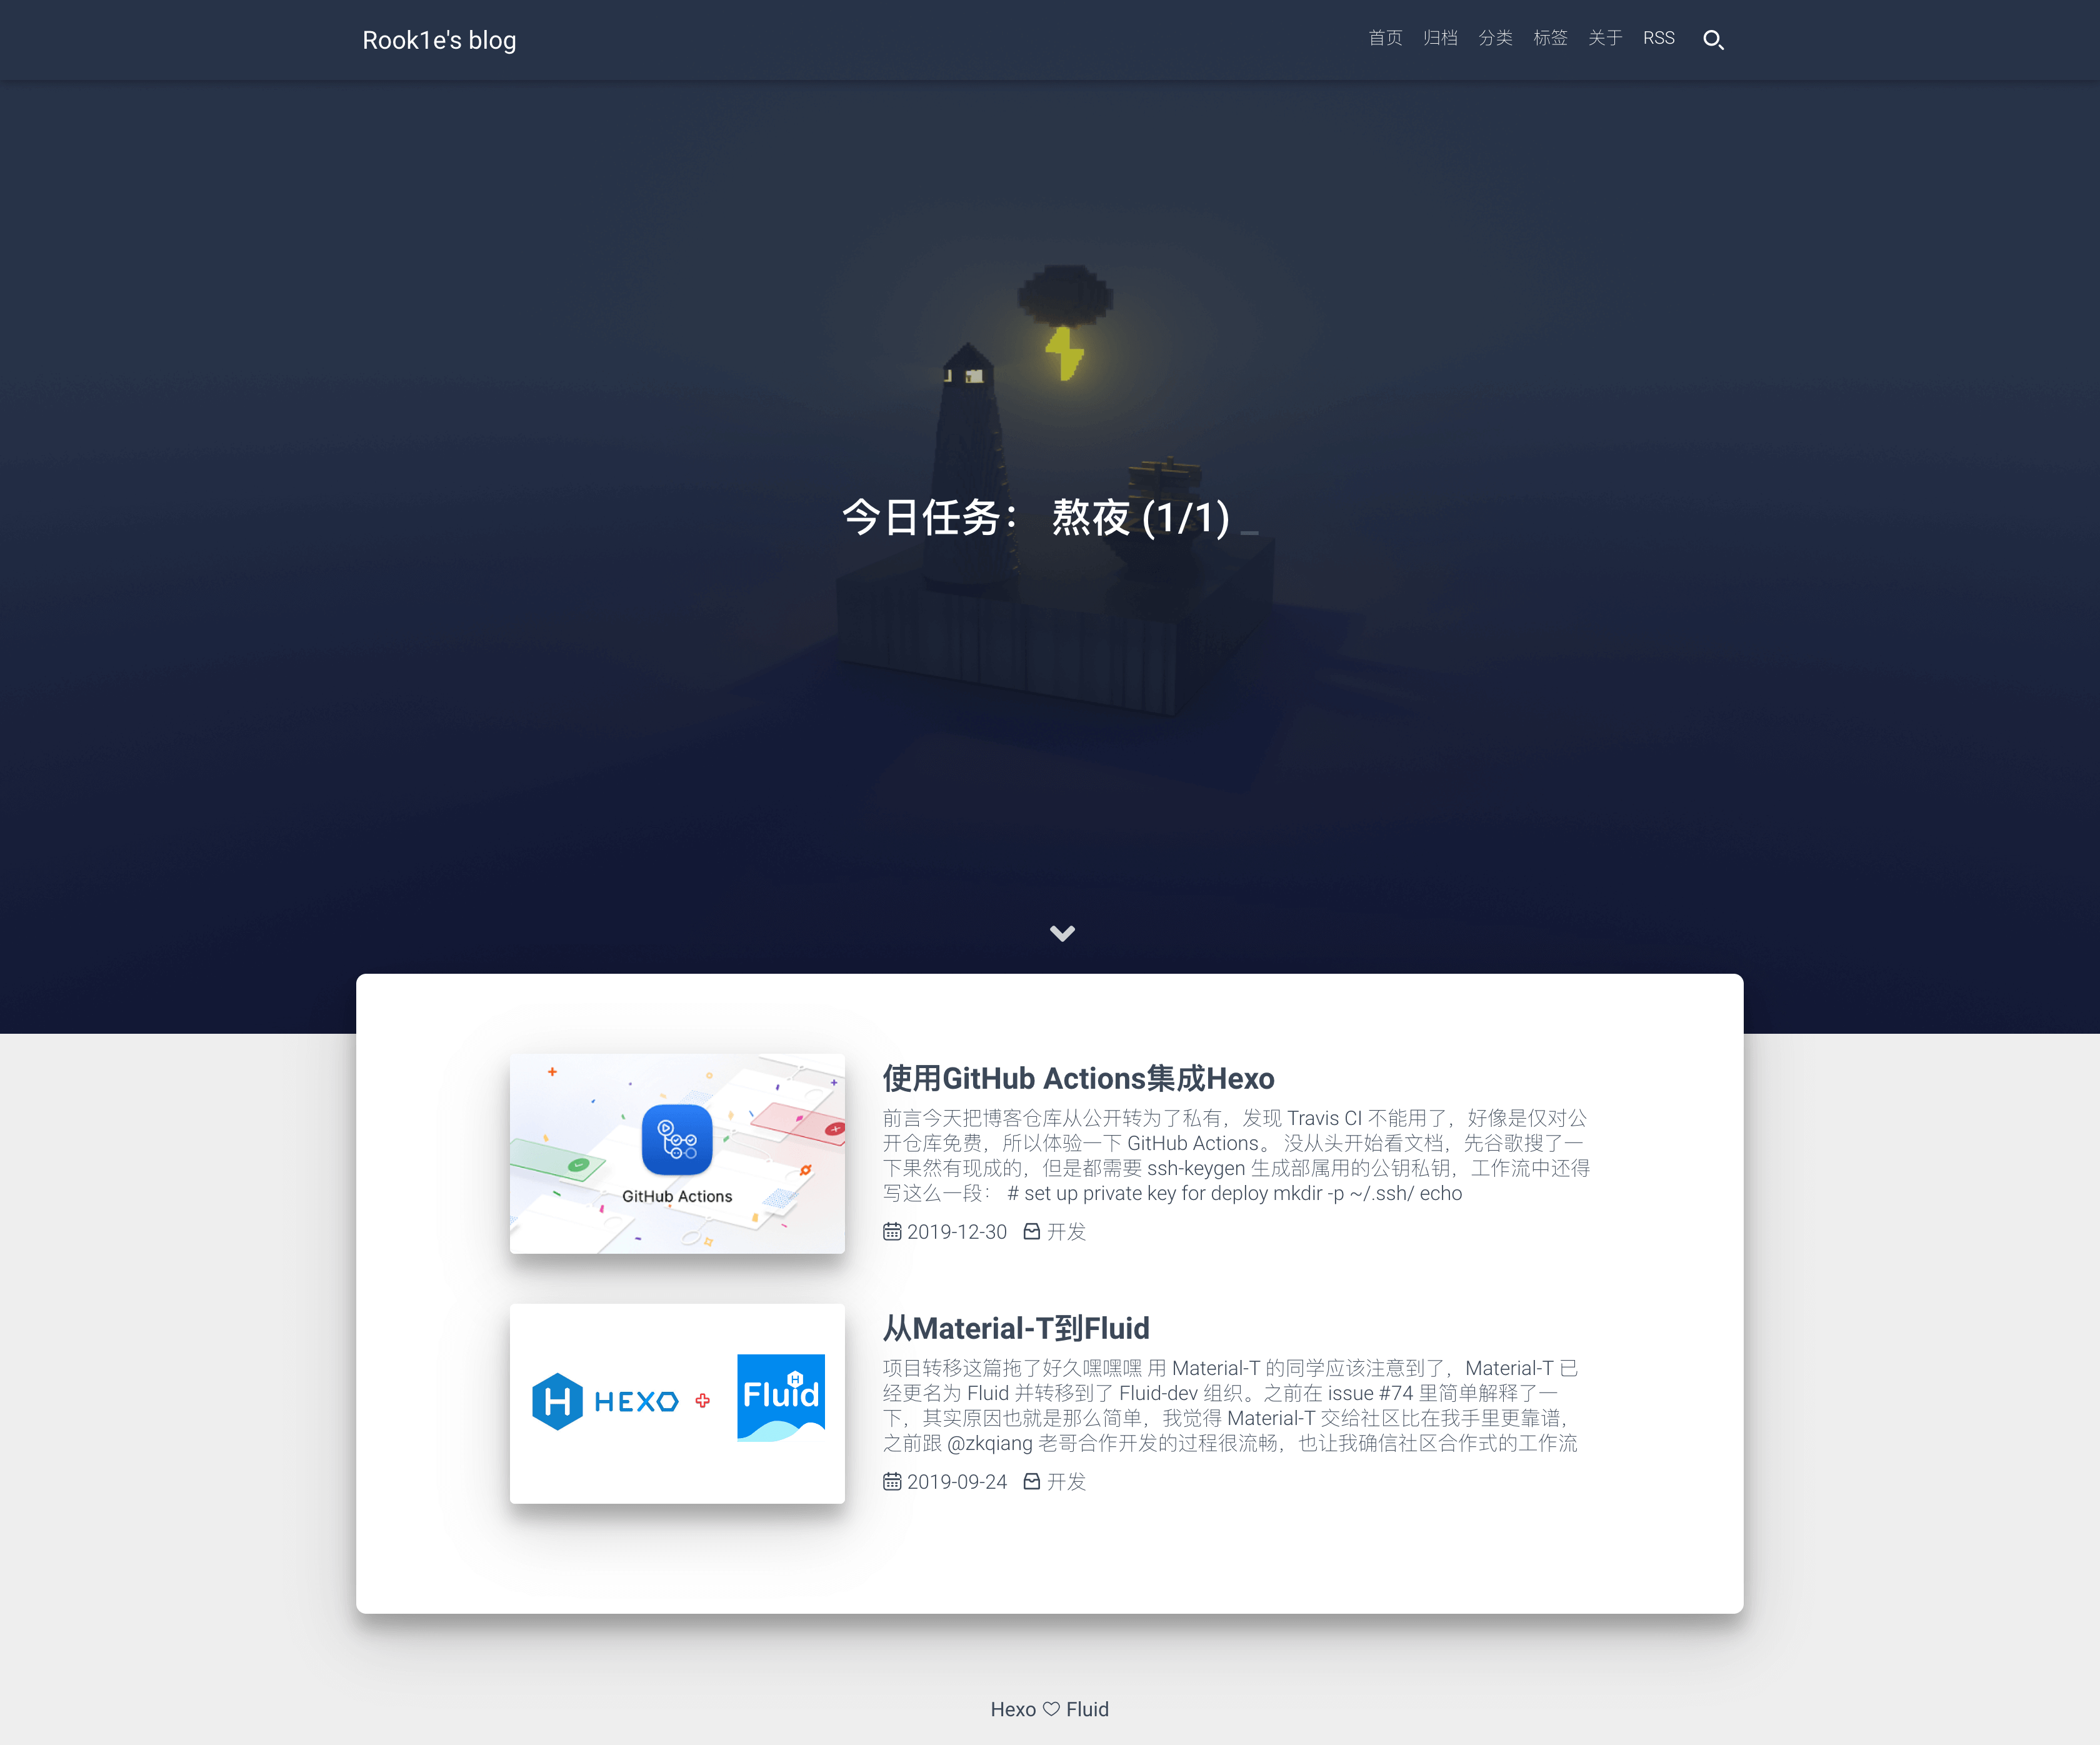 Rook1e's blog
首页 归档 分类 标签 关于 RSS
今日任务： 熬夜 (1/1) _
GitHub Actions
使用GitHub Actions集成Hexo
前言今天把博客仓库从公开转为了私有，发现 Travis CI 不能用了，好像是仅对公
开仓库免费，所以体验一下 GitHub Actions。 没从头开始看文档，先谷歌搜了一
下果然有现成的，但是都需要 ssh-keygen 生成部属用的公钥私钥，工作流中还得
写这么一段： # set up private key for deploy mkdir -p ~/.ssh/ echo
2019-12-30 开发
HEXO Fluid
从Material-T到Fluid
项目转移这篇拖了好久嘿嘿嘿 用 Material-T 的同学应该注意到了，Material-T 已
经更名为 Fluid 并转移到了 Fluid-dev 组织。之前在 issue #74 里简单解释了一
下，其实原因也就是那么简单，我觉得 Material-T 交给社区比在我手里更靠谱，
之前跟 @zkqiang 老哥合作开发的过程很流畅，也让我确信社区合作式的工作流
2019-09-24 开发
Hexo ♡ Fluid